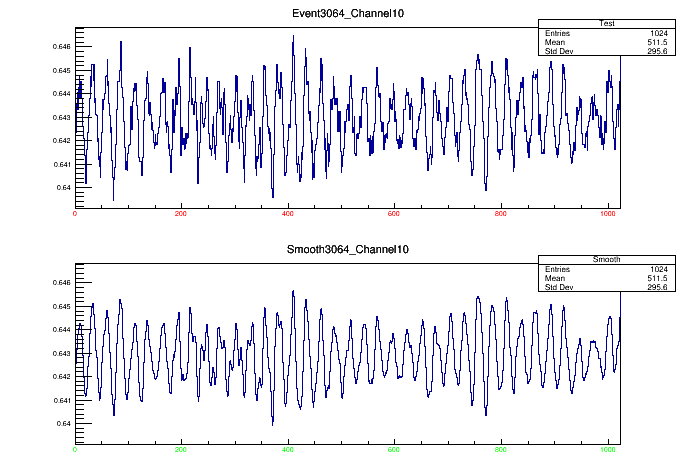 Event3064_Channel10
Test
Entries 1024
Mean 511.5
Std Dev 295.6
0.646
0.645
0.644
0.643
0.642
0.641
0.64
0 200 400 600 800 1000
Smooth3064_Channel10
Smooth
Entries 1024
Mean 511.5
Std Dev 295.6
0.646
0.645
0.644
0.643
0.642
0.641
0.64
0 200 400 600 800 1000